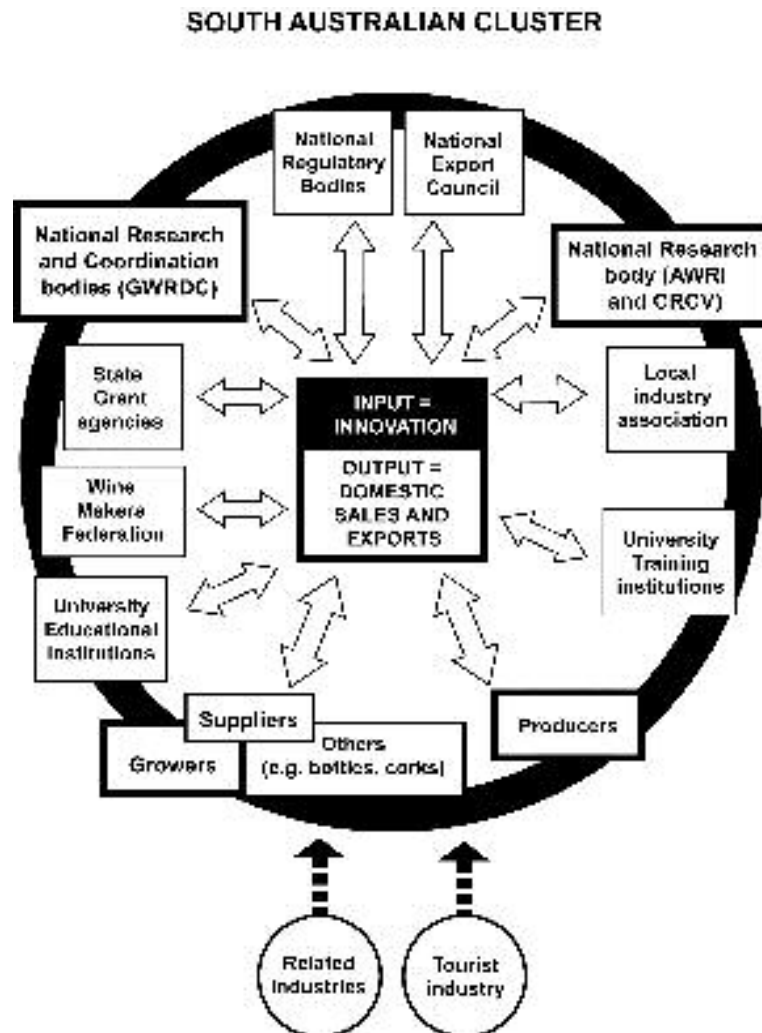 SOUTH AUSTRALIAN CLUSTER
National
Regulatory
Bodies
National
Export
Council
National Research
and Coordination
bodies (GWRDC)
National Research
body (AWRI
and CRCV)
State
Grant
agencies
INPUT =
INNOVATION
Local
industry
association
OUTPUT =
DOMESTIC
SALES AND
EXPORTS
Wine
Makers
Federation
University
Training
institutions
University
Educational
Institutions
Suppliers
Producers
Growers
Others
(e.g. bottles, corks)
Related
Industries
Tourist
industry